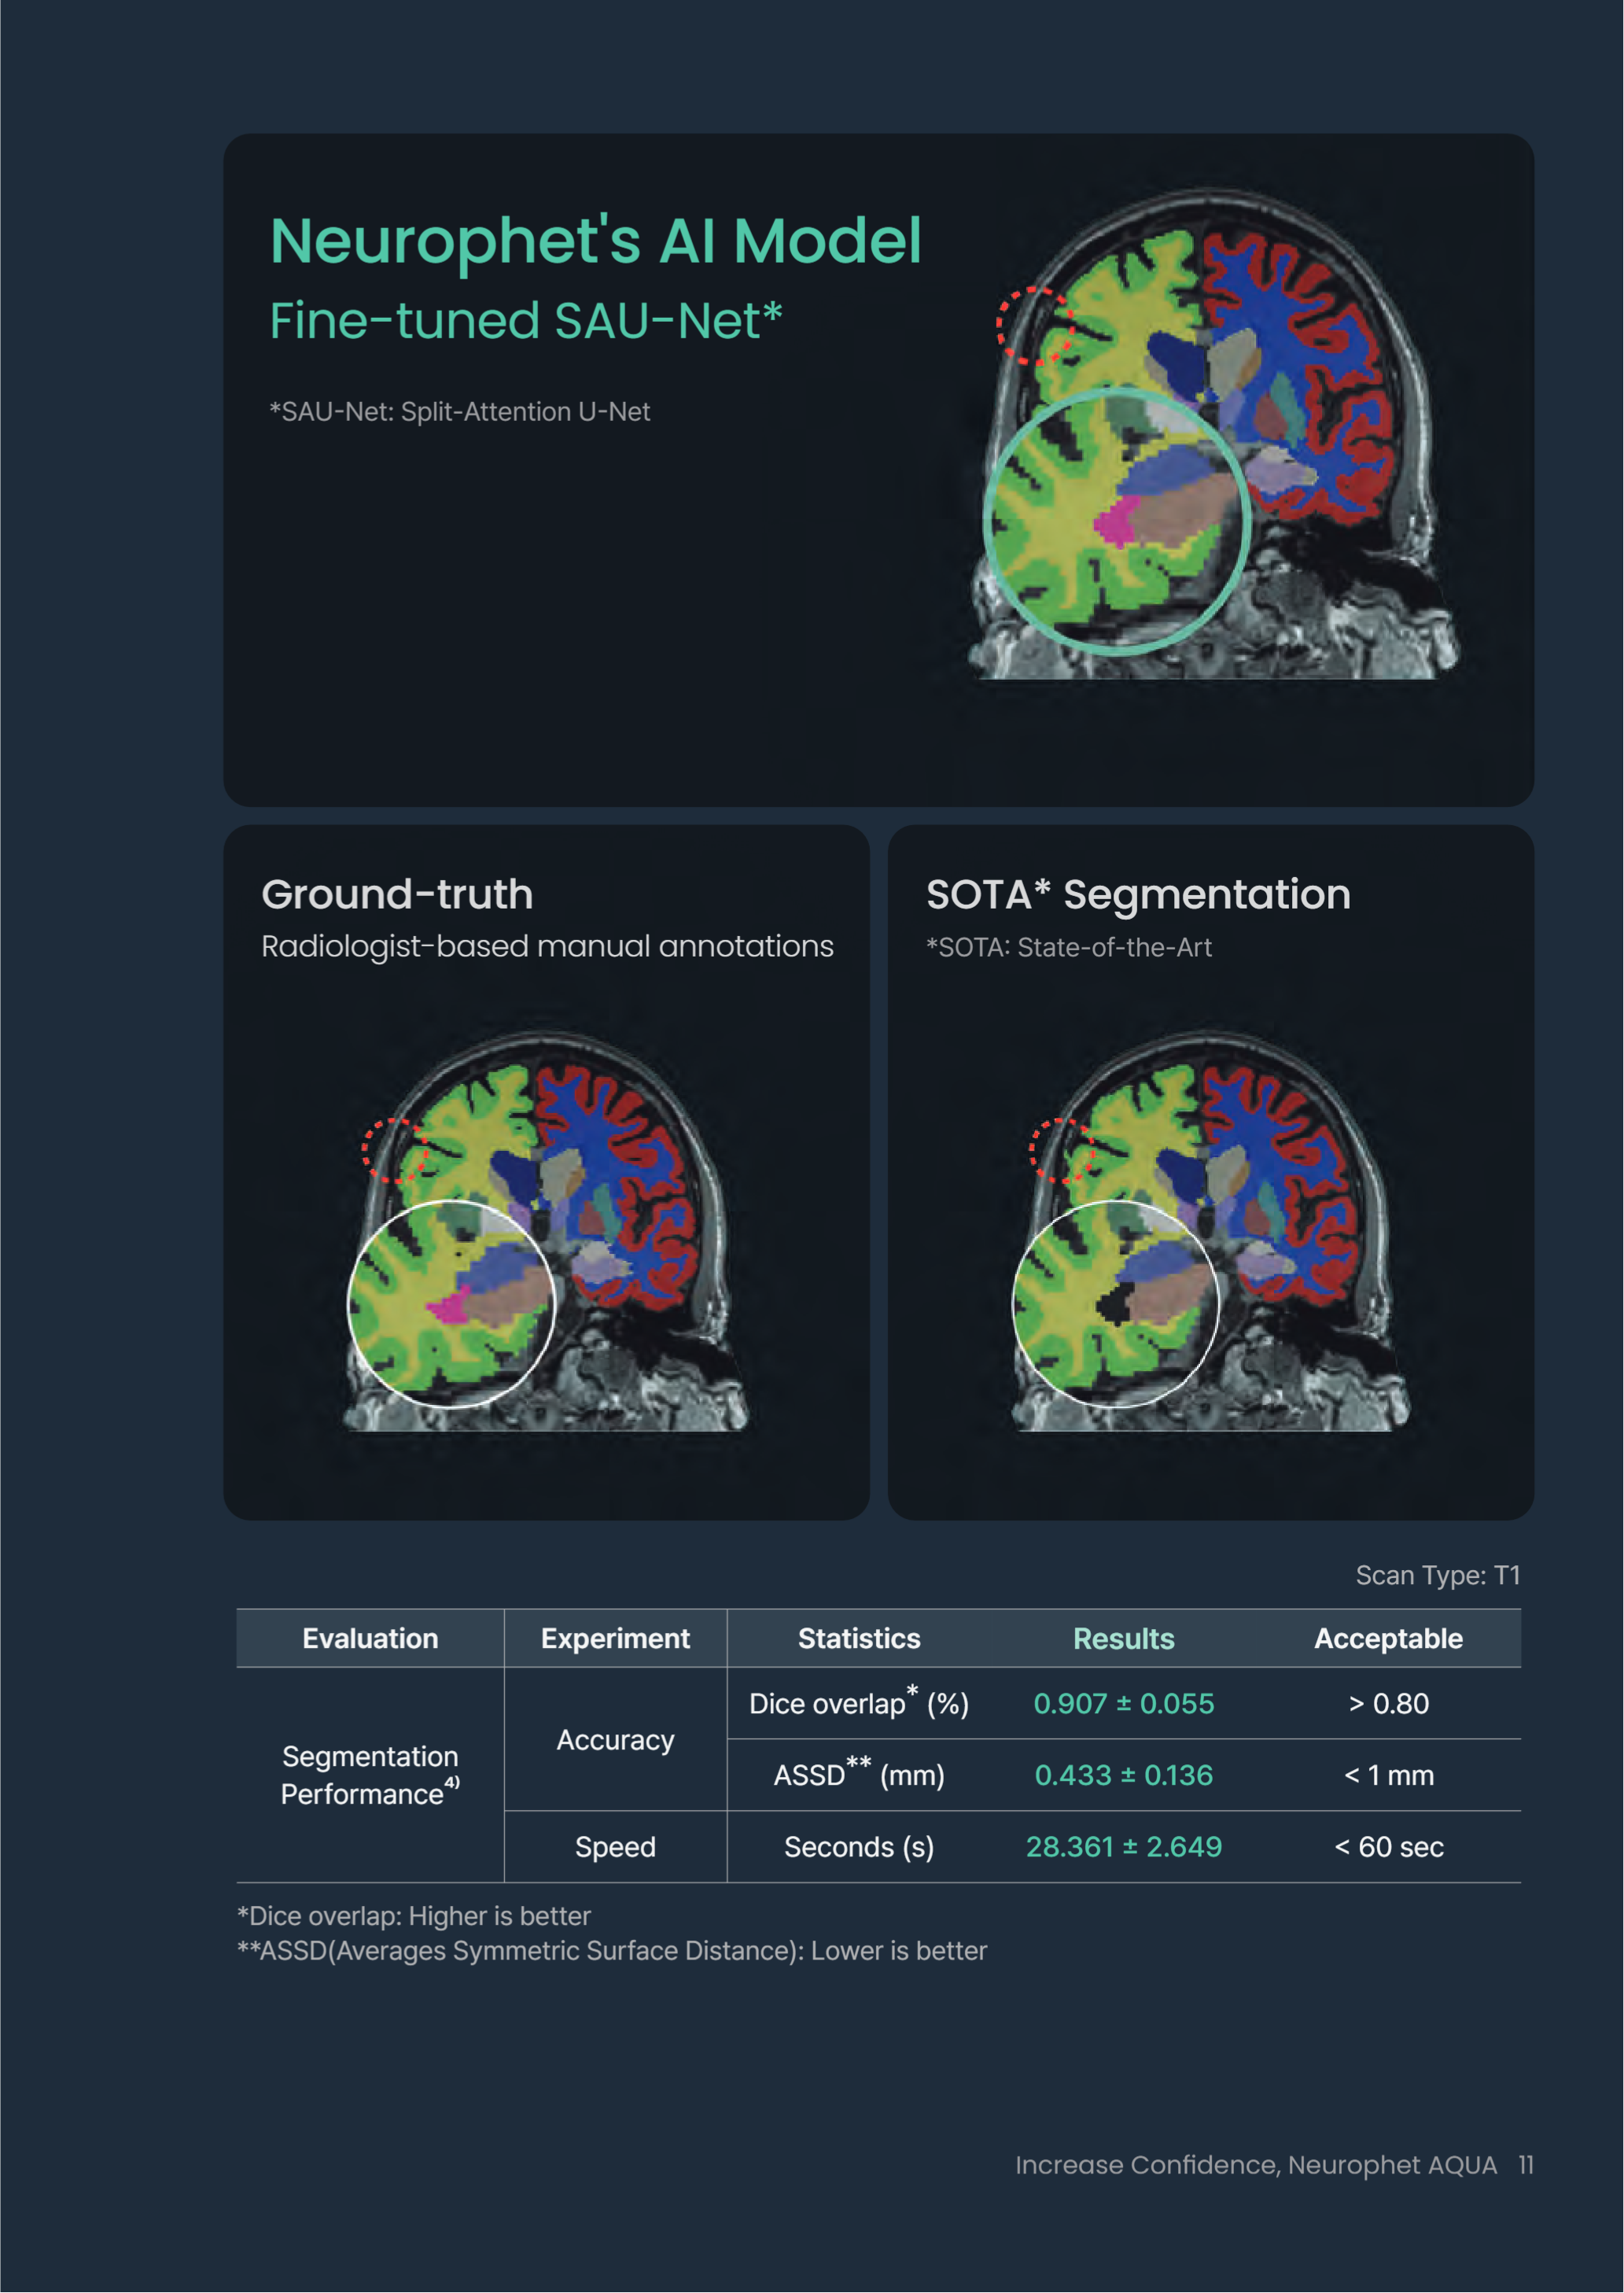 Neurophet's AI Model
Fine-tuned SAU-Net*
*SAU-Net: Split-Attention U-Net
Ground-truth
Radiologist-based manual annotations
SOTA* Segmentation
*SOTA: State-of-the-Art
Scan Type: T1
Evaluation Experiment Statistics Results Acceptable
Segmentation
Performance⁴⁾
Accuracy
Dice overlap* (%) 0.907 ± 0.055 > 0.80
ASSD** (mm) 0.433 ± 0.136 < 1 mm
Speed Seconds (s) 28.361 ± 2.649 < 60 sec
*Dice overlap: Higher is better
**ASSD(Averages Symmetric Surface Distance): Lower is better
Increase Confidence, Neurophet AQUA 11